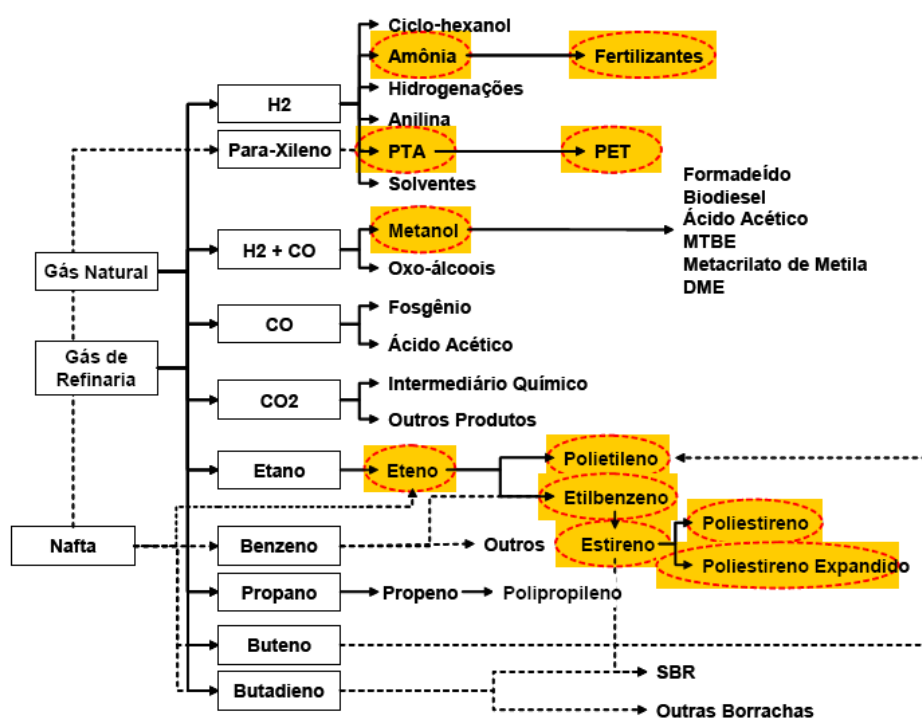 Ciclo-hexanol
Amônia
Fertilizantes
H2
Hidrogenações
Anilina
Para-Xileno
PTA
PET
Solventes
Formadeído
Biodiesel
Ácido Acético
MTBE
Metacrilato de Metila
DME
Metanol
H2 + CO
Oxo-álcoois
Gás Natural
Fosgênio
CO
Ácido Acético
Gás de
Refinaria
Intermediário Químico
CO2
Outros Produtos
Etano
Eteno
Polietileno
Etilbenzeno
Poliestireno
Nafta
Benzeno
Outros
Estireno
Poliestireno Expandido
Propano
Propeno
Polipropileno
Buteno
SBR
Butadieno
Outras Borrachas